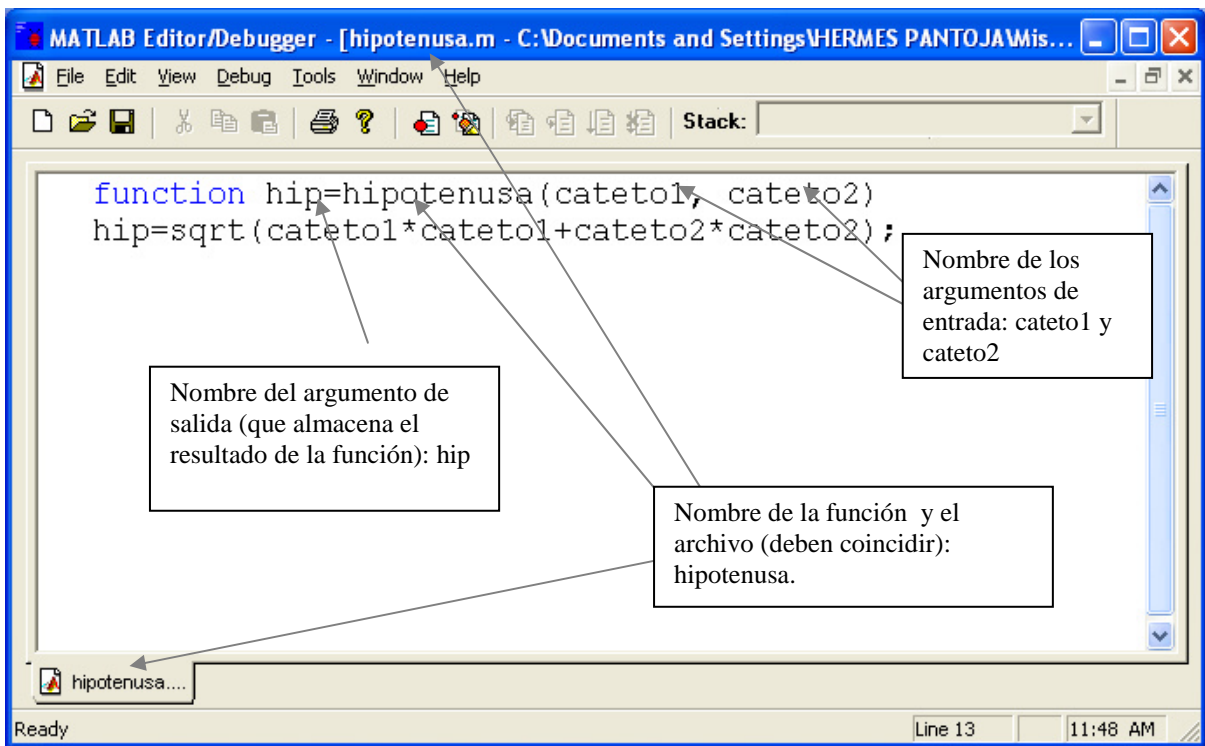 MATLAB Editor/Debugger - [hipotenusa.m - C:\Documents and Settings\HERMES PANTOJA\Mis...
File Edit View Debug Tools Window Help
Stack:
function hip=hipotenusa(cateto1, cateto2)
hip=sqrt(cateto1*cateto1+cateto2*cateto2);
Nombre de los
argumentos de
entrada: cateto1 y
cateto2
Nombre del argumento de
salida (que almacena el
resultado de la función): hip
Nombre de la función y el
archivo (deben coincidir):
hipotenusa.
hipotenusa....
Ready Line 13 11:48 AM